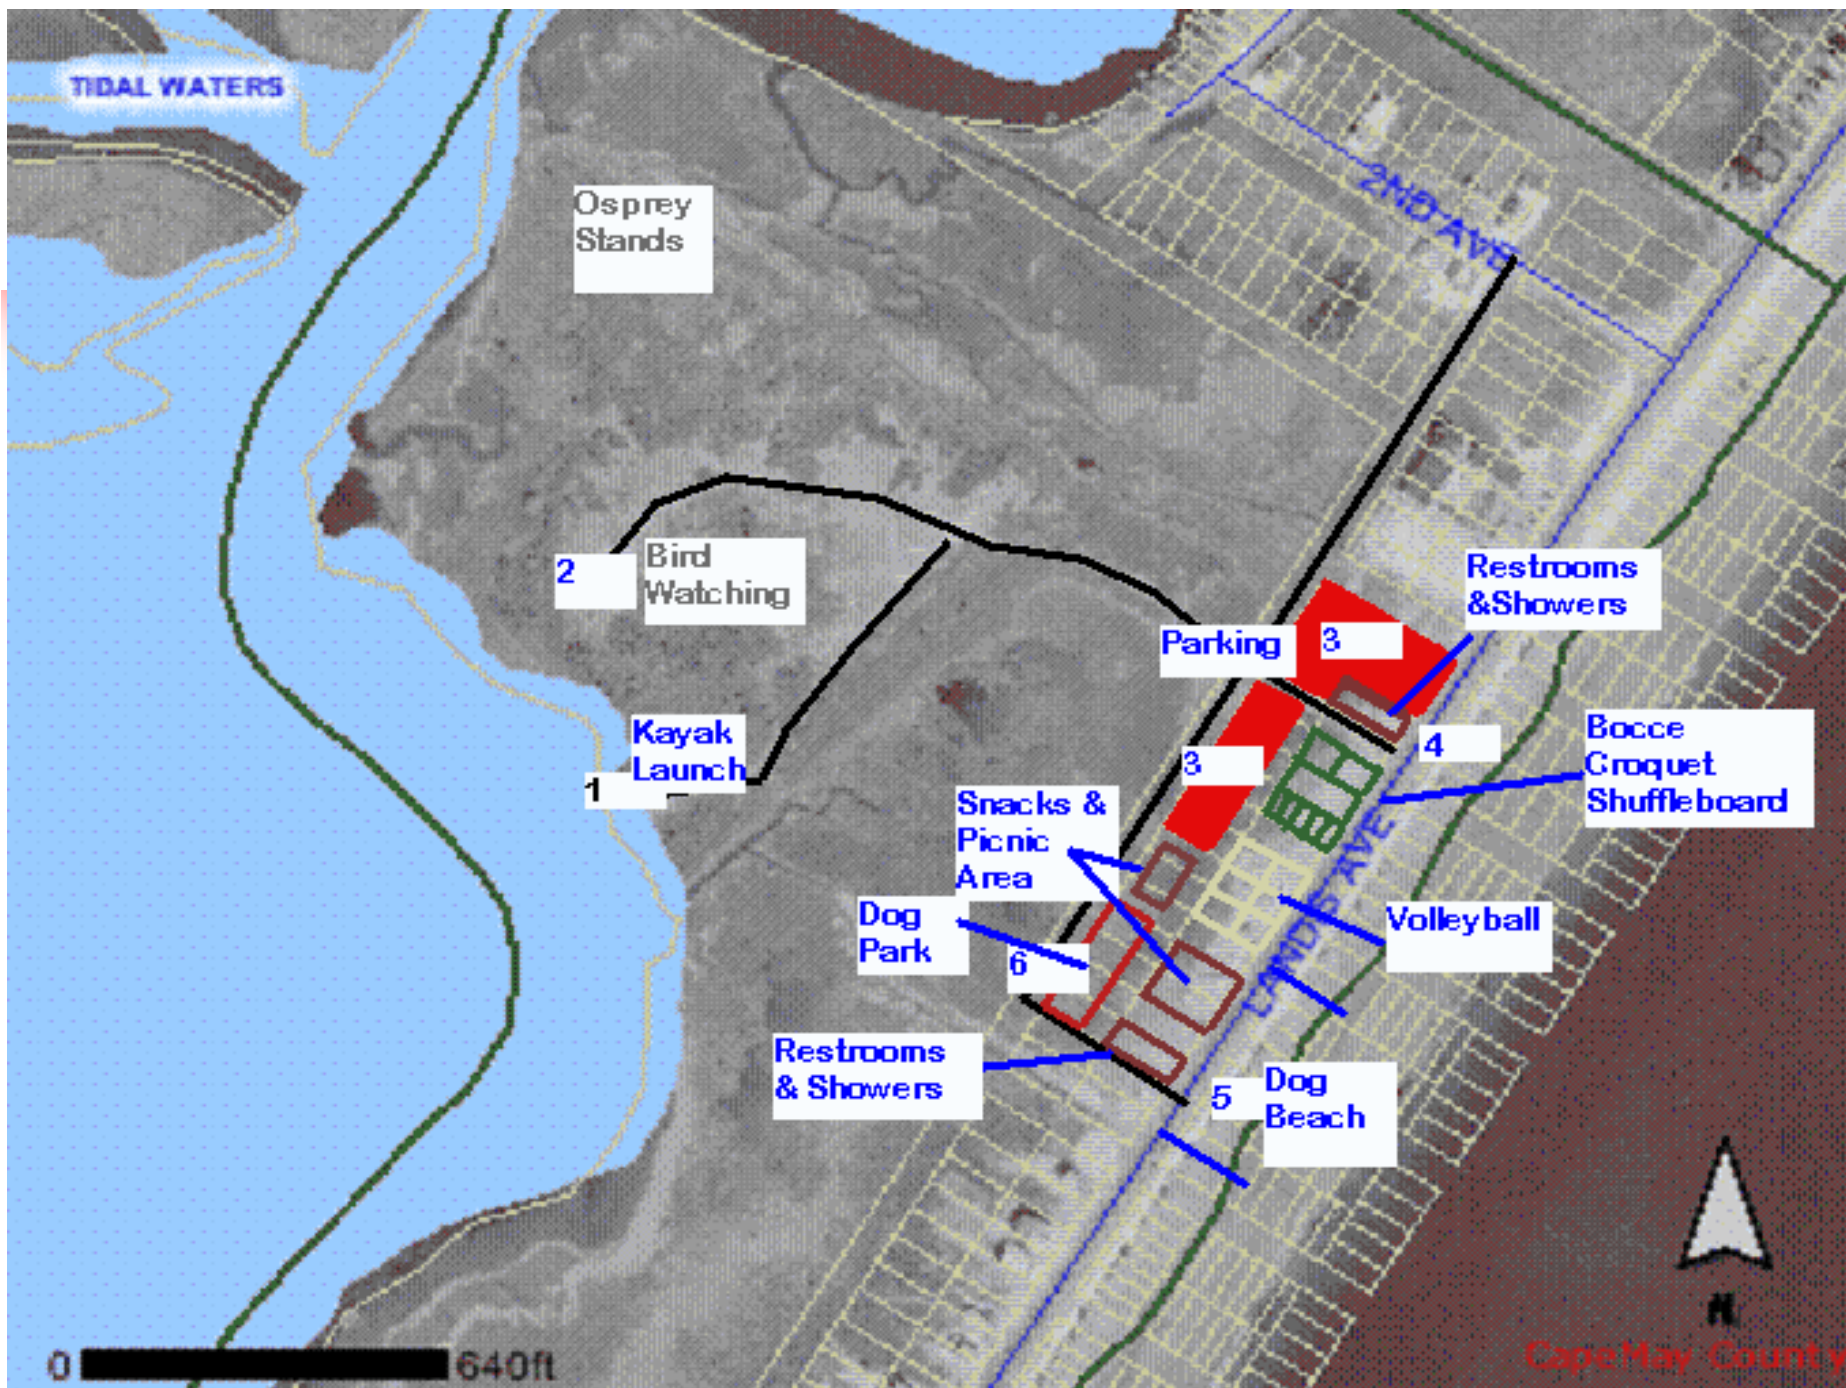 TIDAL WATERS
Osprey
Stands
2ND AVE
2
Bird
Watching
Restrooms
&Showers
Parking
3
Kayak
Launch
1
3
4
Bocce
Croquet
Shuffleboard
Snacks &
Picnic
Area
LANDIS AVE
Dog
Park
6
Volleyball
Restrooms
& Showers
5
Dog
Beach
N
0
640ft
CapeMay County